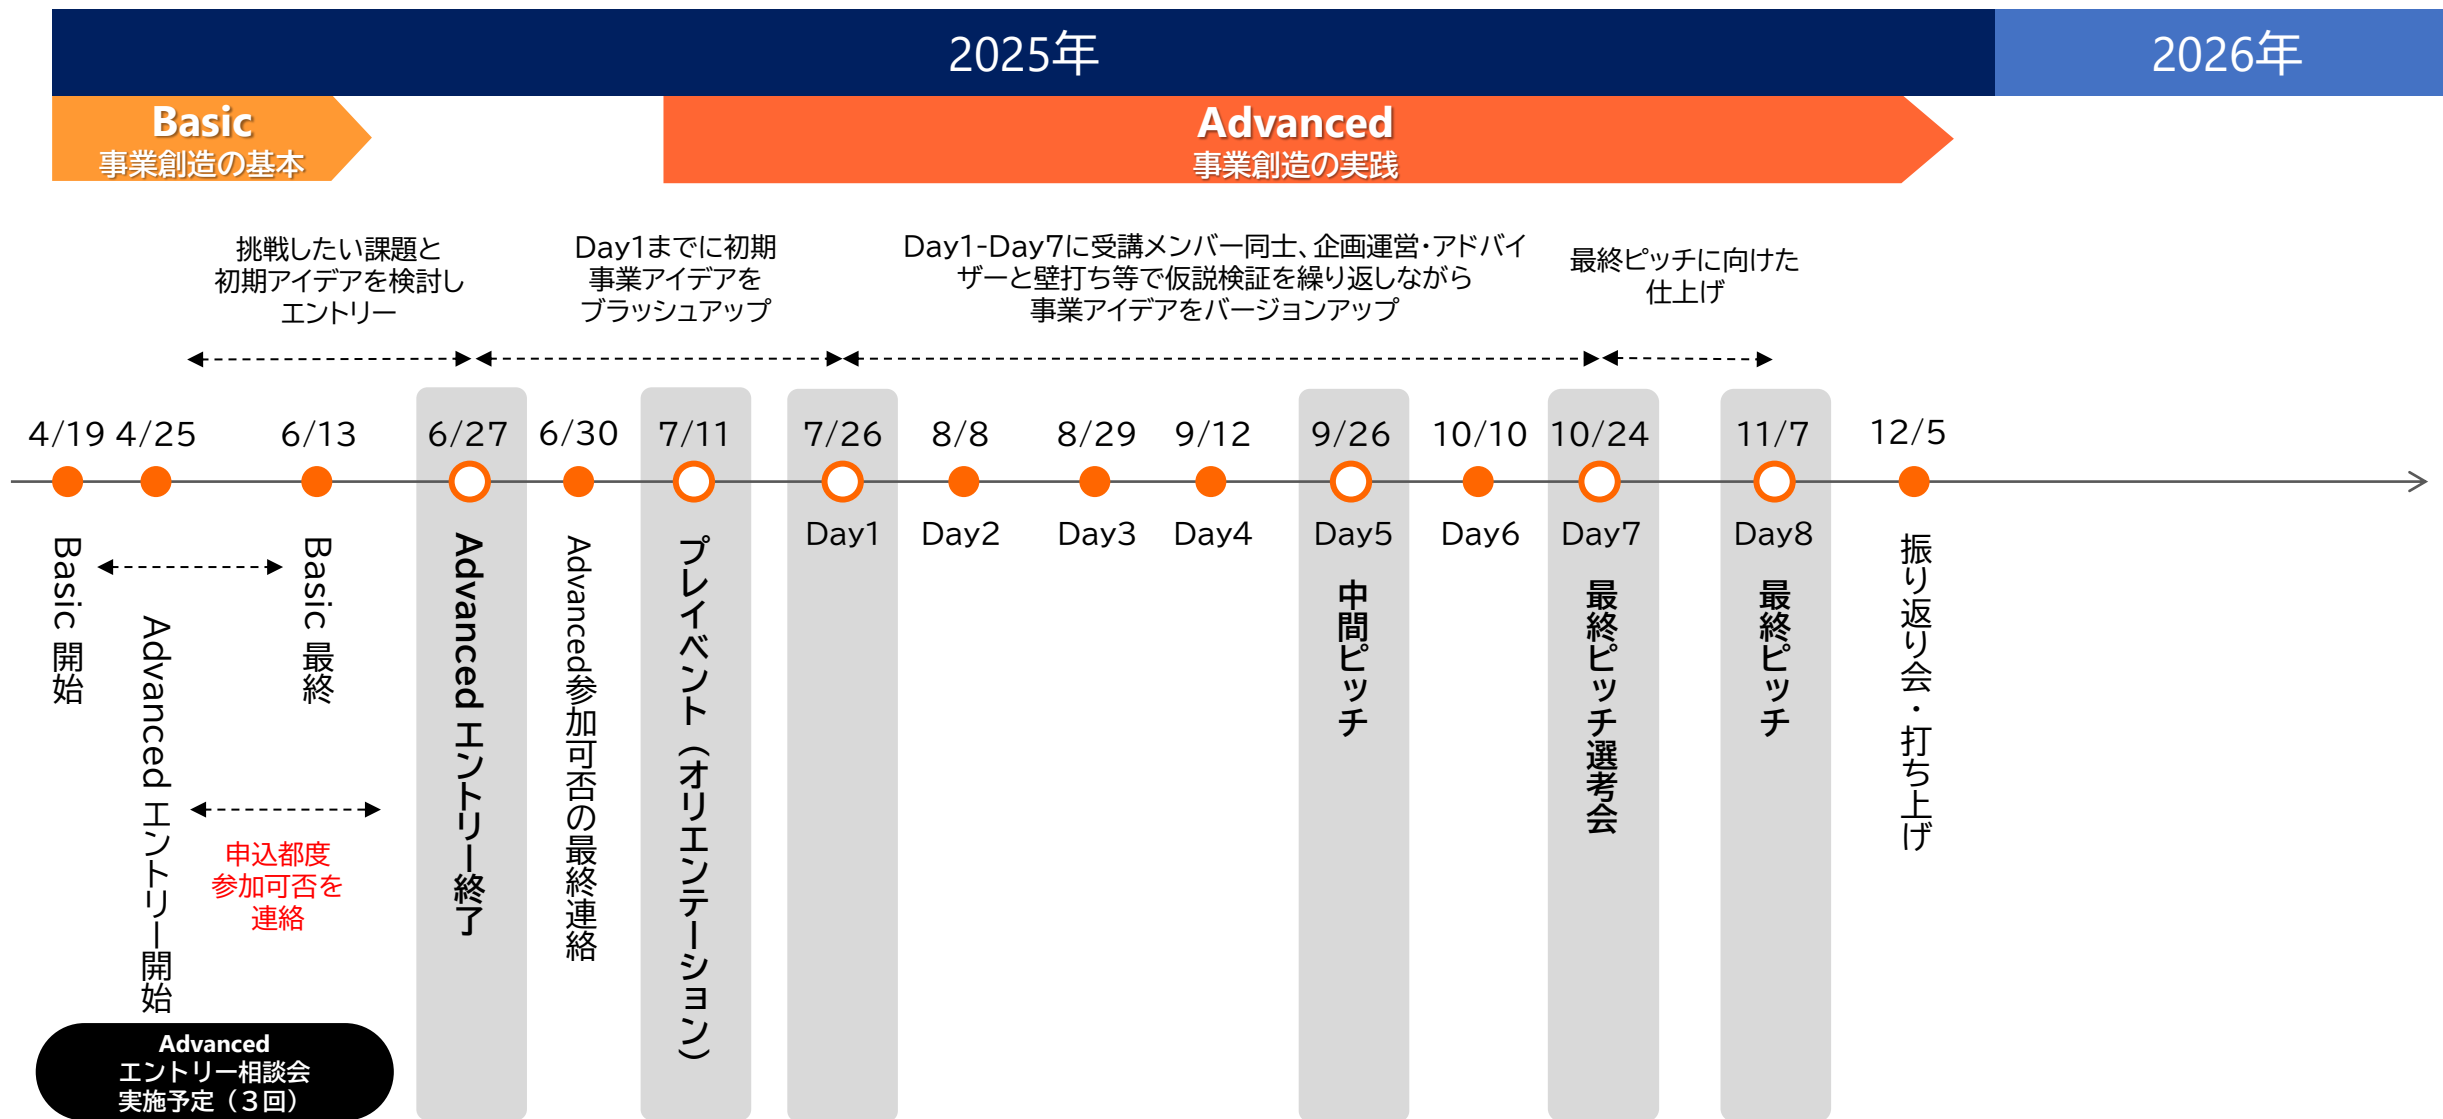 2025年
2026年
Basic
事業創造の基本
Advanced
事業創造の実践
挑戦したい課題と
初期アイデアを検討し
エントリー
Day1までに初期
事業アイデアを
ブラッシュアップ
Day1-Day7に受講メンバー同士、企画運営・アドバイ
ザーと壁打ち等で仮説検証を繰り返しながら
事業アイデアをバージョンアップ
最終ピッチに向けた
仕上げ
4/19
4/25
6/13
6/27
6/30
7/11
7/26
8/8
8/29
9/12
9/26
10/10
10/24
11/7
12/5
Basic 開始
Advanced エントリー開始
Basic 最終
Advanced エントリー終了
Advanced参加可否の最終連絡
プレイベント（オリエンテーション）
Day1
Day2
Day3
Day4
Day5
中間ピッチ
Day6
Day7
最終ピッチ選考会
Day8
最終ピッチ
振り返り会・打ち上げ
申込都度
参加可否を
連絡
Advanced
エントリー相談会
実施予定（３回）